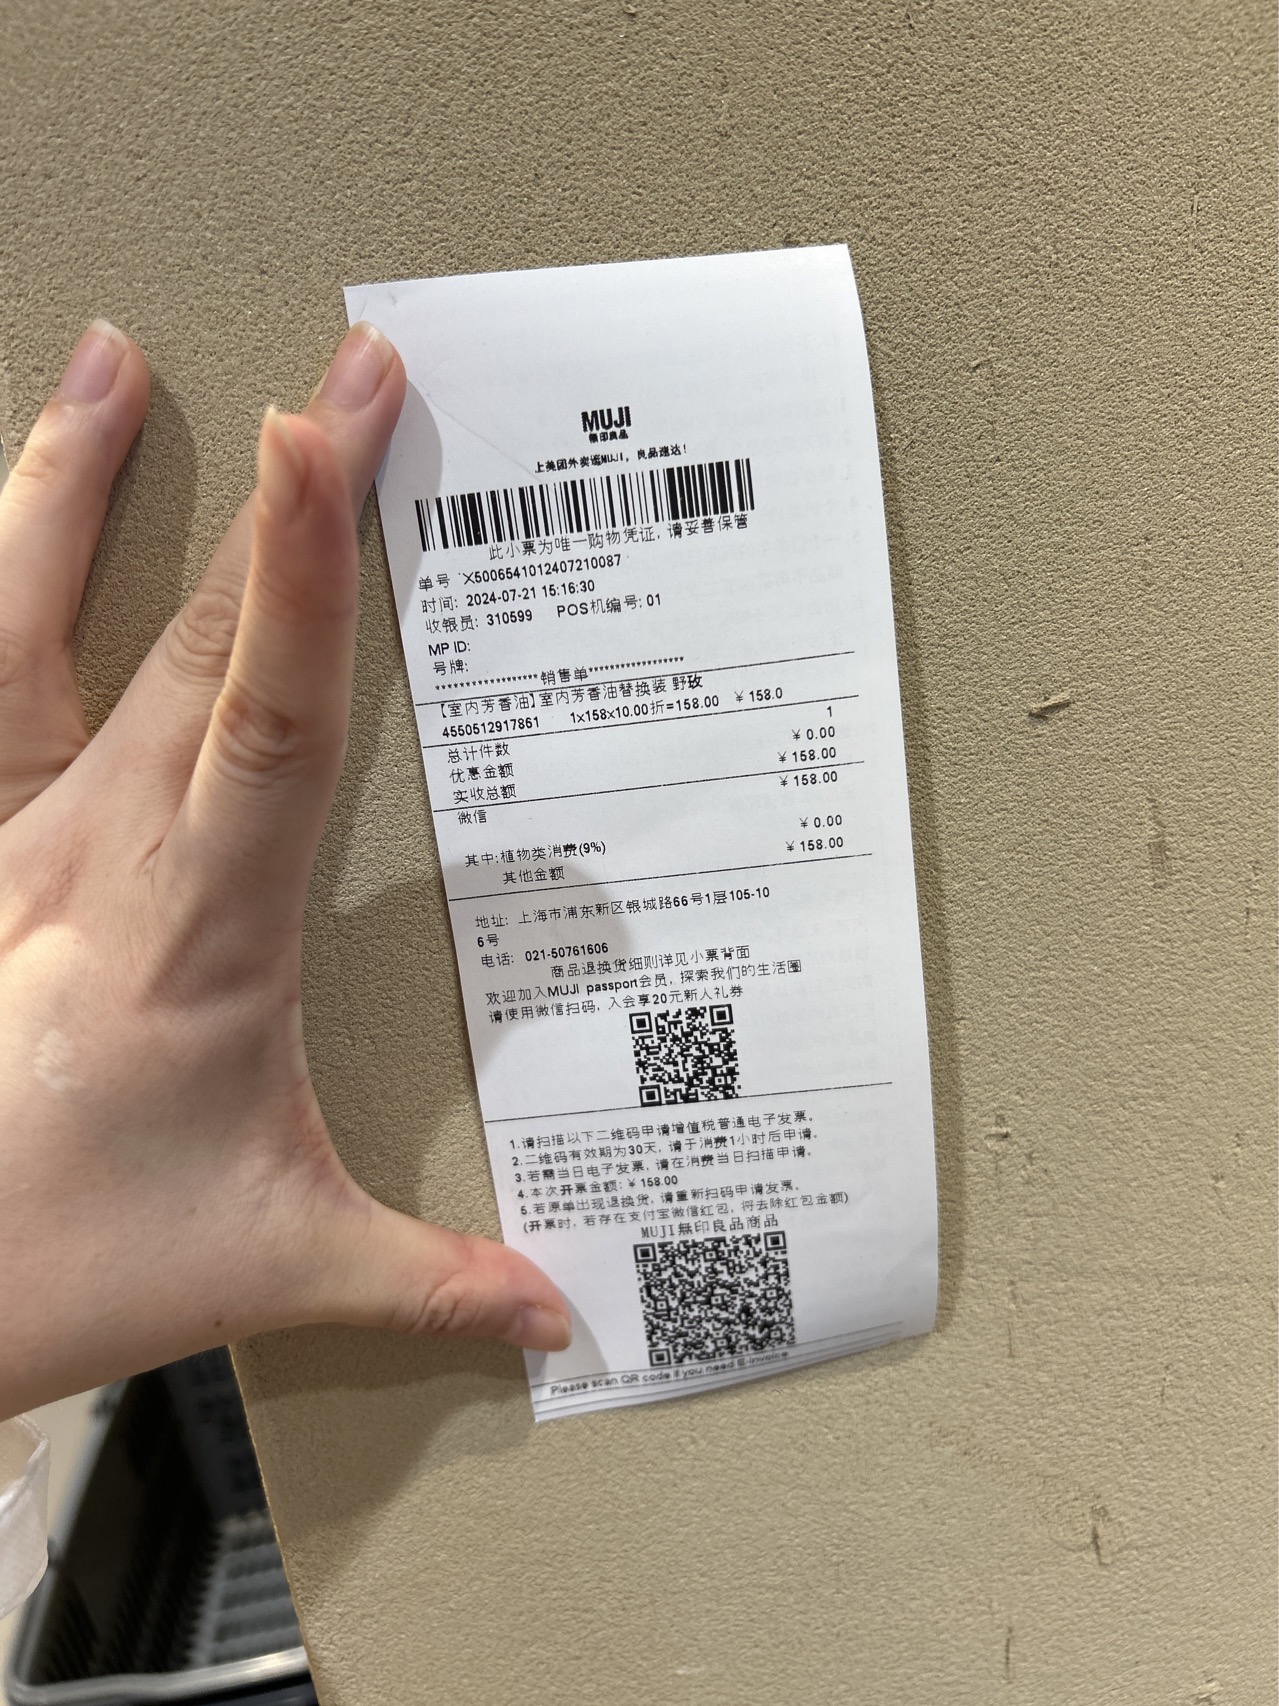 MUJI
無印良品
上美团外卖逛MUJI，良品速达！
此小票为唯一购物凭证，请妥善保管
单号 X5006541012407210087
时间: 2024-07-21 15:16:30
收银员: 310599 POS机编号: 01
MP ID:
号牌:
******************销售单******************
【室内芳香油】室内芳香油替换装 野玫
4550512917861 1x158x10.00折=158.00 ￥158.0
总计件数 1
优惠金额 ￥0.00
实收总额 ￥158.00
微信 ￥158.00
其中:植物类消费(9%) ￥0.00
其他金额 ￥158.00
地址: 上海市浦东新区银城路66号1层105-10
6号
电话: 021-50761606
商品退换货细则详见小票背面
欢迎加入MUJI passport会员，探索我们的生活圈
请使用微信扫码，入会享20元新人礼券
1.请扫描以下二维码申请增值税普通电子发票。
2.二维码有效期为30天，请于消费1小时后申请。
3.若需当日电子发票，请在消费当日扫描申请。
4.本次开票金额: ￥158.00
5.若原单出现退换货，请重新扫码申请发票。
(开票时，若存在支付宝微信红包，将去除红包金额)
MUJI無印良品商品
Please scan QR code if you need E-invoice